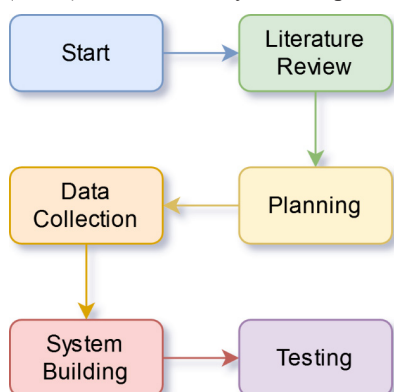 Start
Literature
Review
Planning
Data
Collection
System
Building
Testing